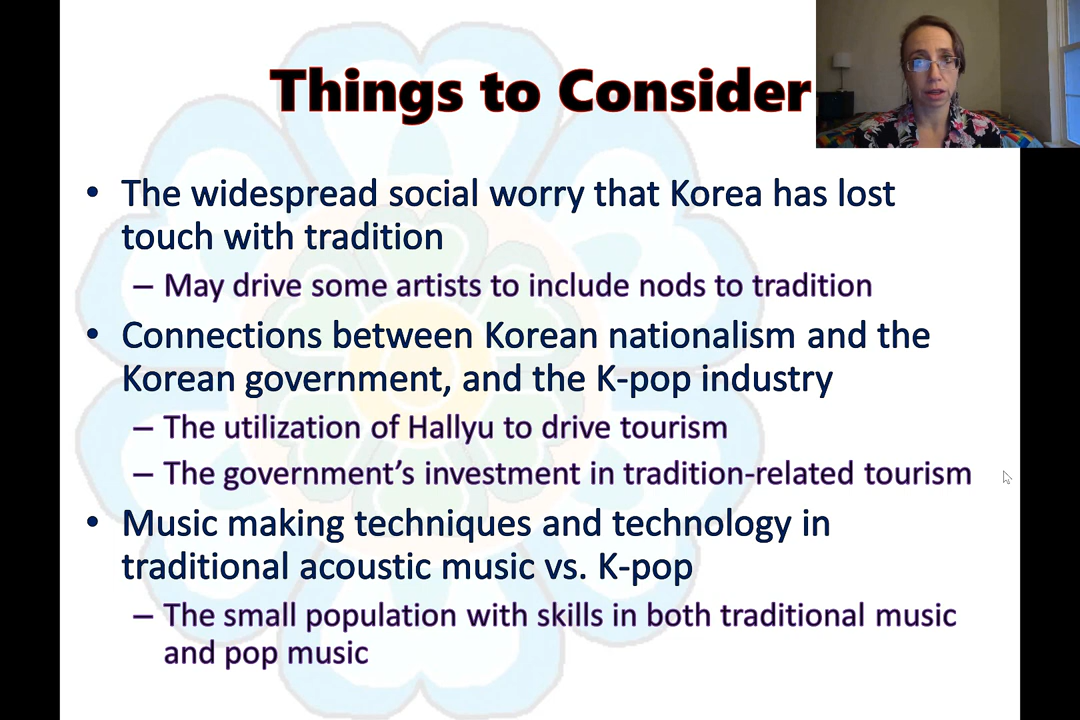 Things to Consider
• The widespread social worry that Korea has lost
touch with tradition
– May drive some artists to include nods to tradition
• Connections between Korean nationalism and the
Korean government, and the K-pop industry
– The utilization of Hallyu to drive tourism
– The government’s investment in tradition-related tourism
• Music making techniques and technology in
traditional acoustic music vs. K-pop
– The small population with skills in both traditional music
and pop music